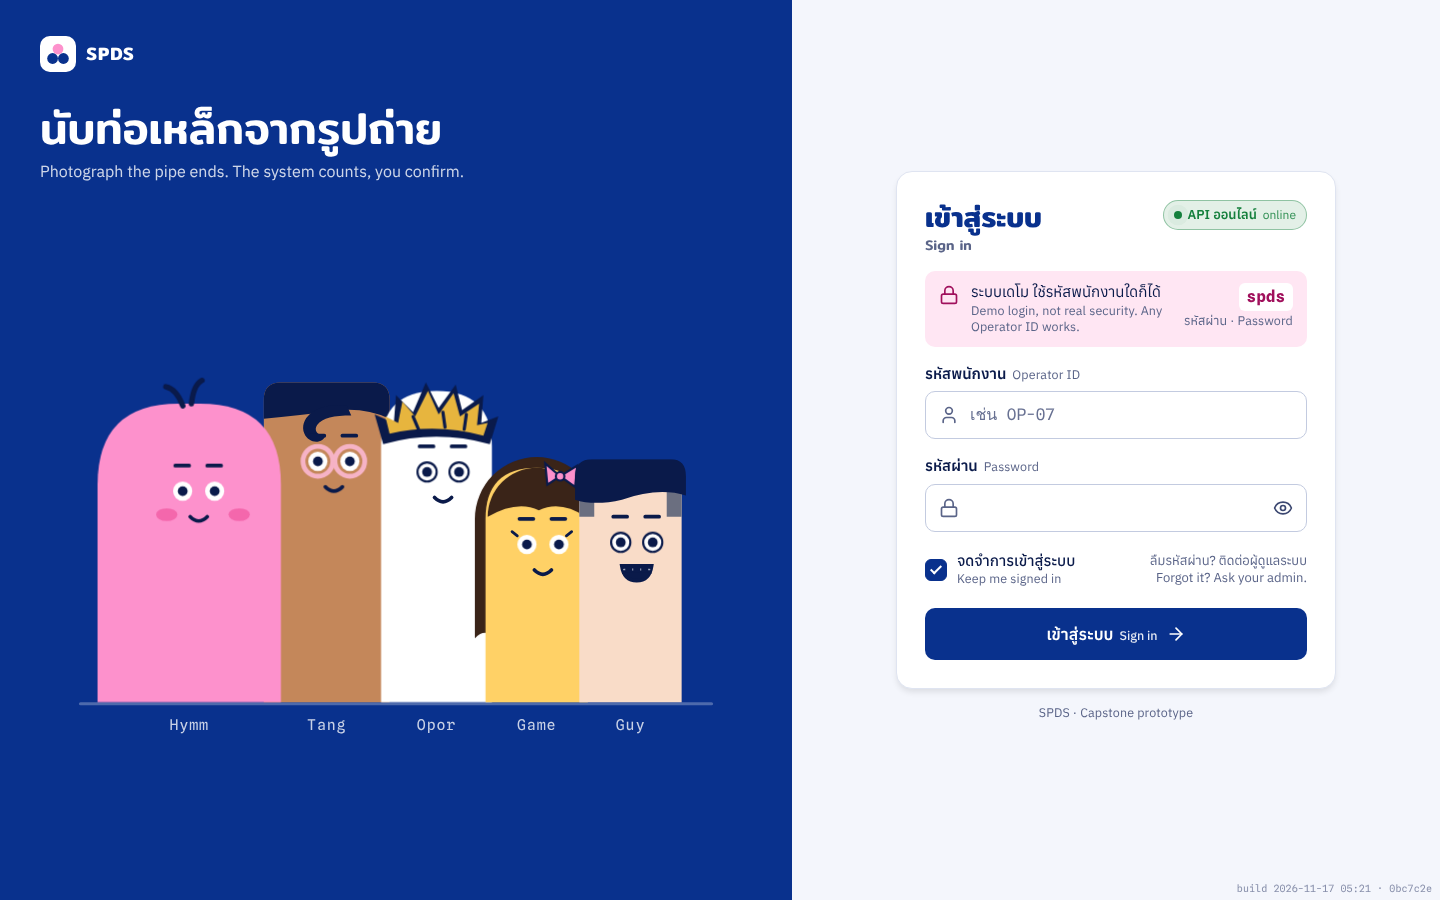 SPDS
นับท่อเหล็กจากรูปถ่าย
Photograph the pipe ends. The system counts, you confirm.
Hymm
Tang
Opor
Game
Guy
เข้าสู่ระบบ
Sign in
API ออนไลน์ online
ระบบเดโม ใช้รหัสพนักงานใดก็ได้
Demo login, not real security. Any
Operator ID works.
spds
รหัสผ่าน · Password
รหัสพนักงาน Operator ID
เช่น OP-07
รหัสผ่าน Password
จดจำการเข้าสู่ระบบ
Keep me signed in
ลืมรหัสผ่าน? ติดต่อผู้ดูแลระบบ
Forgot it? Ask your admin.
เข้าสู่ระบบ Sign in
SPDS · Capstone prototype
build 2026-11-17 05:21 · 0bc7c2e